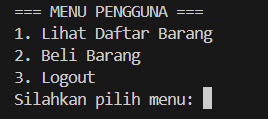 === MENU PENGGUNA ===
1. Lihat Daftar Barang
2. Beli Barang
3. Logout
Silahkan pilih menu: